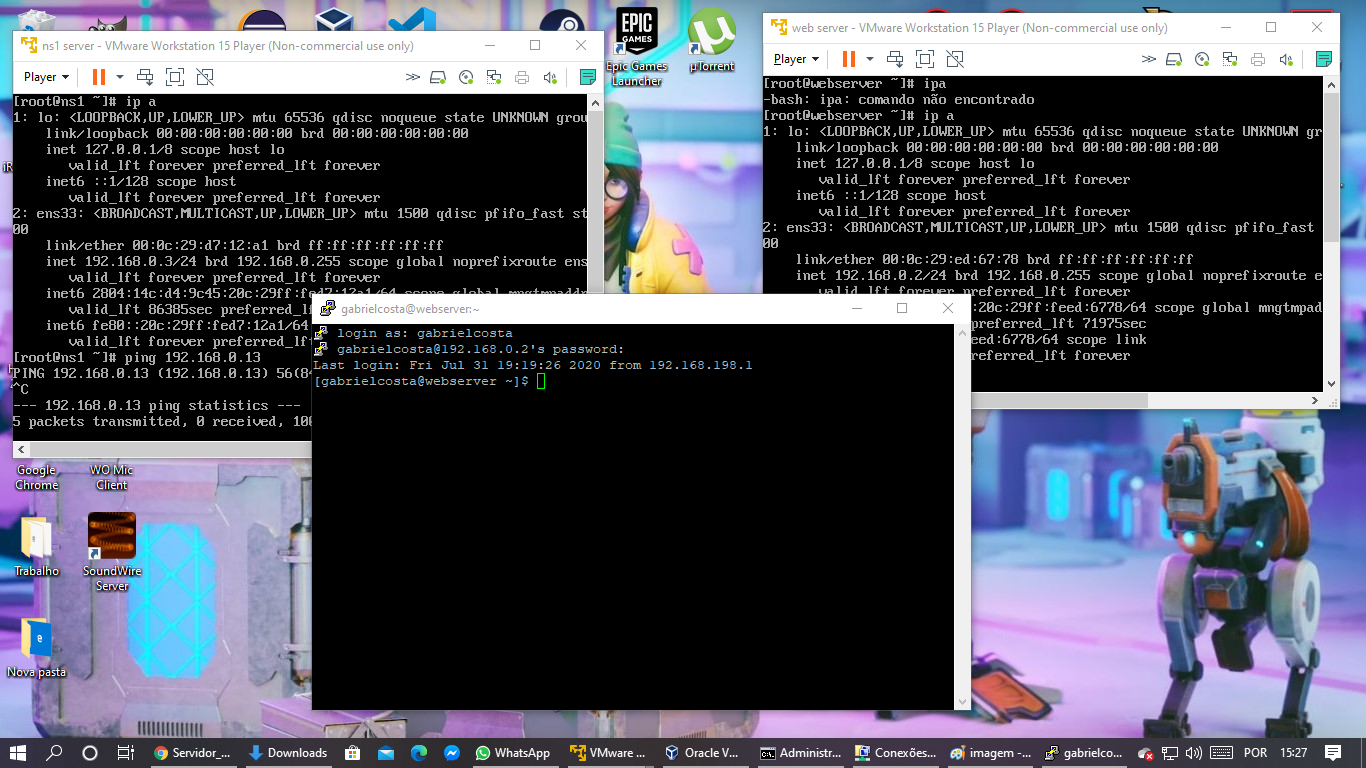 ns1 server - VMware Workstation 15 Player (Non-commercial use only)
Player
[root@ns1 ~]# ip a
1: lo: <LOOPBACK,UP,LOWER_UP> mtu 65536 qdisc noqueue state UNKNOWN grou
link/loopback 00:00:00:00:00:00 brd 00:00:00:00:00:00
inet 127.0.0.1/8 scope host lo
valid_lft forever preferred_lft forever
inet6 ::1/128 scope host
valid_lft forever preferred_lft forever
2: ens33: <BROADCAST,MULTICAST,UP,LOWER_UP> mtu 1500 qdisc pfifo_fast st
00
link/ether 00:0c:29:d7:12:a1 brd ff:ff:ff:ff:ff:ff
inet 192.168.0.3/24 brd 192.168.0.255 scope global noprefixroute ens
valid_lft forever preferred_lft forever
inet6 2804:14c:d4:9c45:20c:29ff:fed7:12a1/64 scope global mngtmpaddr
valid_lft 86385sec preferred_lf
inet6 fe80::20c:29ff:fed7:12a1/64
valid_lft forever preferred_lft
[root@ns1 ~]# ping 192.168.0.13
PING 192.168.0.13 (192.168.0.13) 56(84
^C
--- 192.168.0.13 ping statistics ---
5 packets transmitted, 0 received, 100
EPIC
GAMES
Epic Games
Launcher
µTorrent
web server - VMware Workstation 15 Player (Non-commercial use only)
Player
[root@webserver ~]# ipa
-bash: ipa: comando não encontrado
[root@webserver ~]# ip a
1: lo: <LOOPBACK,UP,LOWER_UP> mtu 65536 qdisc noqueue state UNKNOWN gr
link/loopback 00:00:00:00:00:00 brd 00:00:00:00:00:00
inet 127.0.0.1/8 scope host lo
valid_lft forever preferred_lft forever
inet6 ::1/128 scope host
valid_lft forever preferred_lft forever
2: ens33: <BROADCAST,MULTICAST,UP,LOWER_UP> mtu 1500 qdisc pfifo_fast
00
link/ether 00:0c:29:ed:67:78 brd ff:ff:ff:ff:ff:ff
inet 192.168.0.2/24 brd 192.168.0.255 scope global noprefixroute e
valid_lft forever preferred_lft forever
:20c:29ff:feed:6778/64 scope global mngtmpad
preferred_lft 71975sec
eed:6778/64 scope link
preferred_lft forever
gabrielcosta@webserver:~
login as: gabrielcosta
gabrielcosta@192.168.0.2's password:
Last login: Fri Jul 31 19:19:26 2020 from 192.168.198.1
[gabrielcosta@webserver ~]$
Google
Chrome
WO Mic
Client
Trabalho
SoundWire
Server
Nova pasta
Servidor_...
Downloads
WhatsApp
VMware ...
Oracle V...
Administr...
Conexões...
imagem -...
gabrielco...
POR
15:27